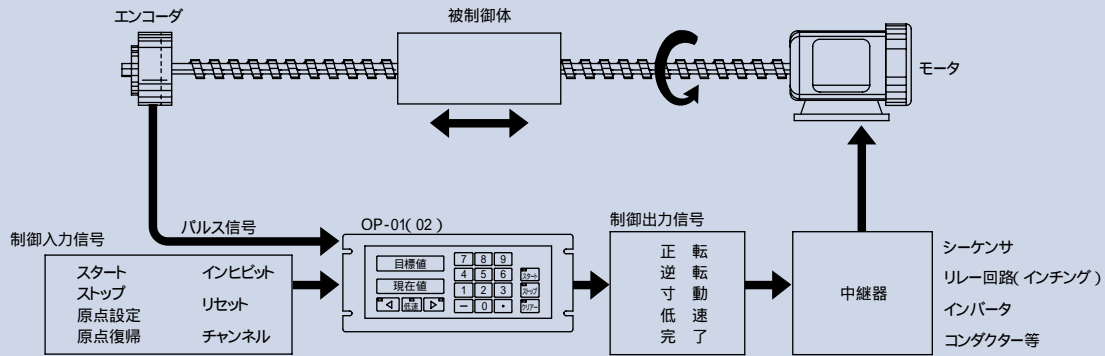 エンコーダ
被制御体
モータ
パルス信号
制御入力信号
スタート
インヒビット
ストップ
リセット
原点設定
原点復帰
チャンネル
OP-01( 02 )
目標値
現在値
低速
7 8 9
4 5 6
1 2 3
− 0 ・
スタート
ストップ
クリアー
制御出力信号
正 転
逆 転
寸 動
低 速
完 了
中継器
シーケンサ
リレー回路( インチング )
インバータ
コンダクター等